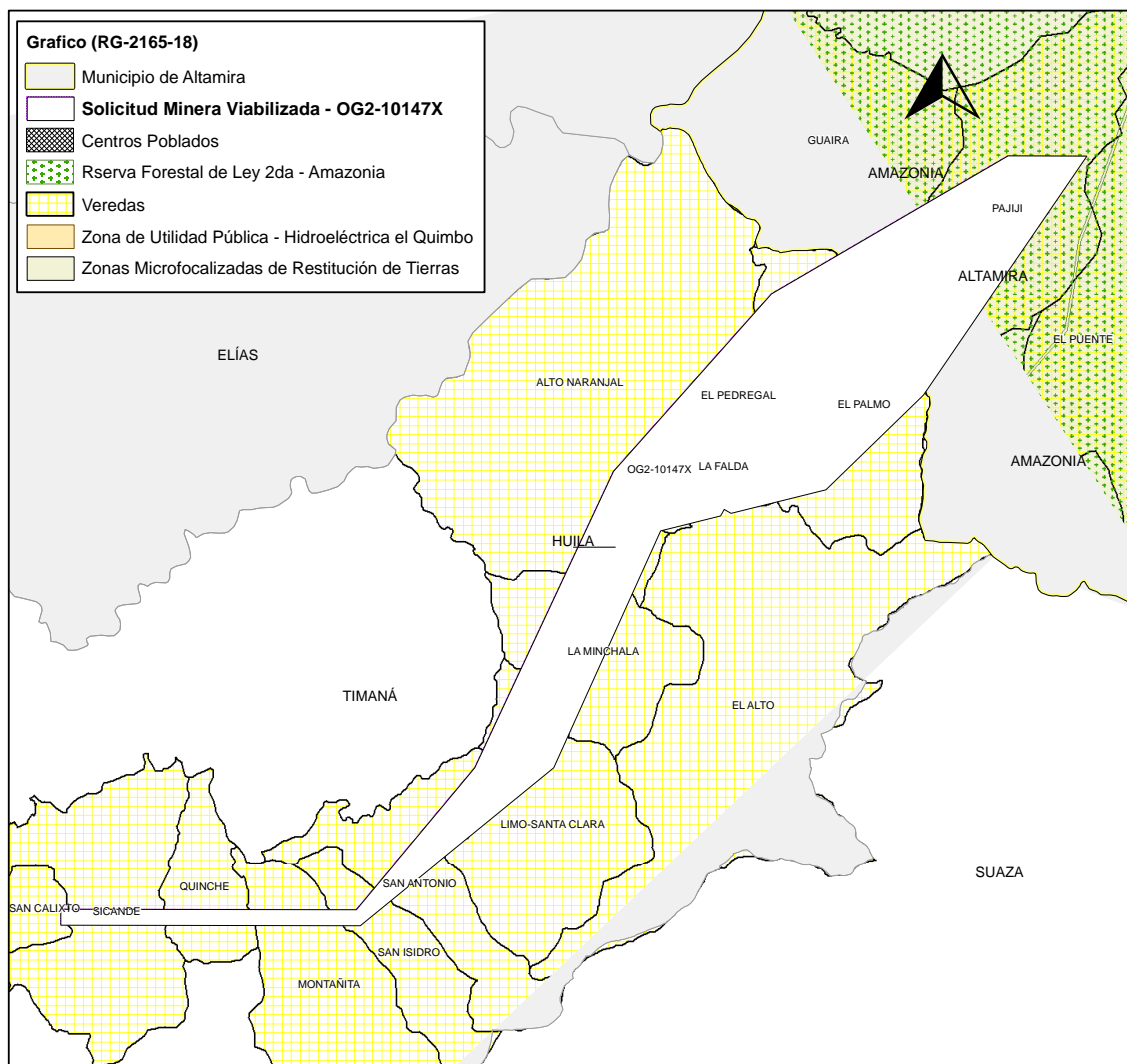 Grafico (RG-2165-18)
Municipio de Altamira
Solicitud Minera Viabilizada - OG2-10147X
Centros Poblados
Rserva Forestal de Ley 2da - Amazonia
Veredas
Zona de Utilidad Pública - Hidroeléctrica el Quimbo
Zonas Microfocalizadas de Restitución de Tierras
GUAIRA
AMAZONIA
PAJIJI
ALTAMIRA
EL PUENTE
ELÍAS
ALTO NARANJAL
EL PEDREGAL
EL PALMO
AMAZONIA
OG2-10147X
LA FALDA
HUILA
LA MINCHALA
TIMANÁ
EL ALTO
LIMO-SANTA CLARA
SUAZA
SAN ANTONIO
QUINCHE
SAN CALIXTO
SICANDE
SAN ISIDRO
MONTAÑITA